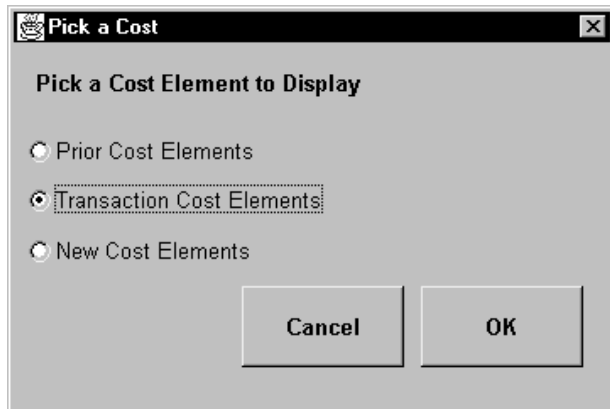 Pick a Cost
Pick a Cost Element to Display
Prior Cost Elements
Transaction Cost Elements
New Cost Elements
Cancel OK